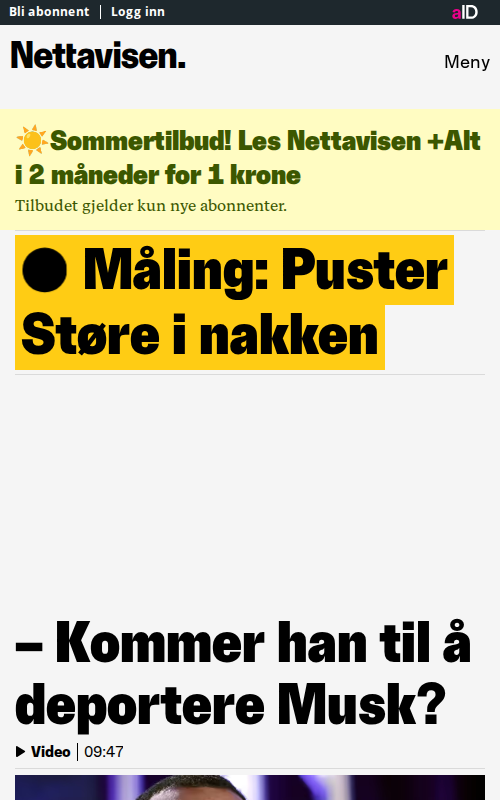 Bli abonnent | Logg inn
aID
Nettavisen.
Meny
☀️Sommertilbud! Les Nettavisen +Alt
i 2 måneder for 1 krone
Tilbudet gjelder kun nye abonnenter.
● Måling: Puster
Støre i nakken
– Kommer han til å
deportere Musk?
Video | 09:47